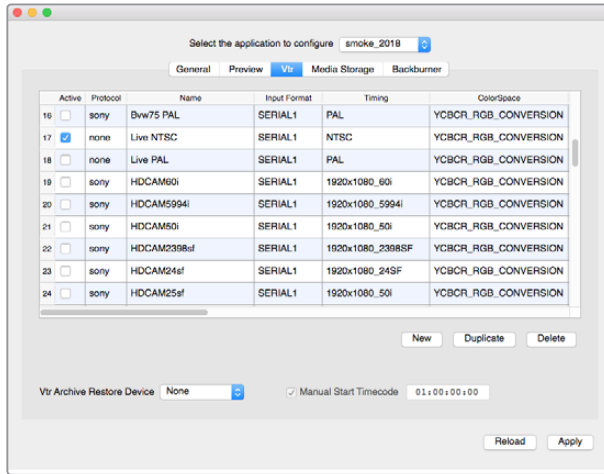 Select the application to configure smoke_2018
General Preview Vtr Media Storage Backburner
Active Protocol Name Input Format Timing ColorSpace
16 sony Bvw75 PAL SERIAL1 PAL YCBCR_RGB_CONVERSION
17 none Live NTSC SERIAL1 NTSC YCBCR_RGB_CONVERSION
18 none Live PAL SERIAL1 PAL YCBCR_RGB_CONVERSION
19 sony HDCAM60i SERIAL1 1920x1080_60i YCBCR_RGB_CONVERSION
20 sony HDCAM5994i SERIAL1 1920x1080_5994i YCBCR_RGB_CONVERSION
21 sony HDCAM50i SERIAL1 1920x1080_50i YCBCR_RGB_CONVERSION
22 sony HDCAM2398sf SERIAL1 1920x1080_2398SF YCBCR_RGB_CONVERSION
23 sony HDCAM24sf SERIAL1 1920x1080_24SF YCBCR_RGB_CONVERSION
24 sony HDCAM25sf SERIAL1 1920x1080_50i YCBCR_RGB_CONVERSION
New Duplicate Delete
Vtr Archive Restore Device None Manual Start Timecode 01:00:00:00
Reload Apply